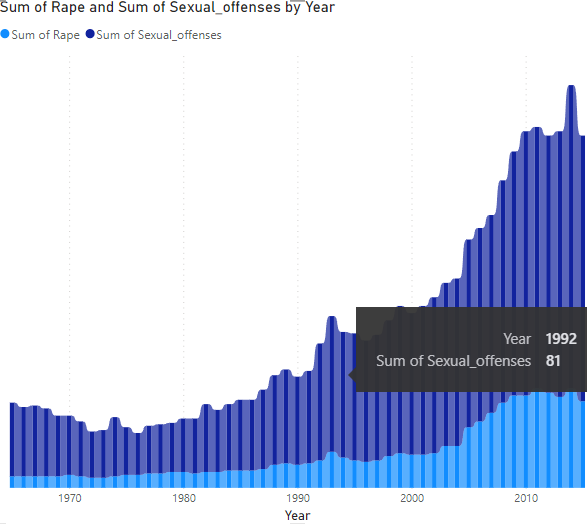 Sum of Rape and Sum of Sexual_offenses by Year
Sum of Rape Sum of Sexual_offenses
Year 1992
Sum of Sexual_offenses 81
1970 1980 1990 2000 2010
Year